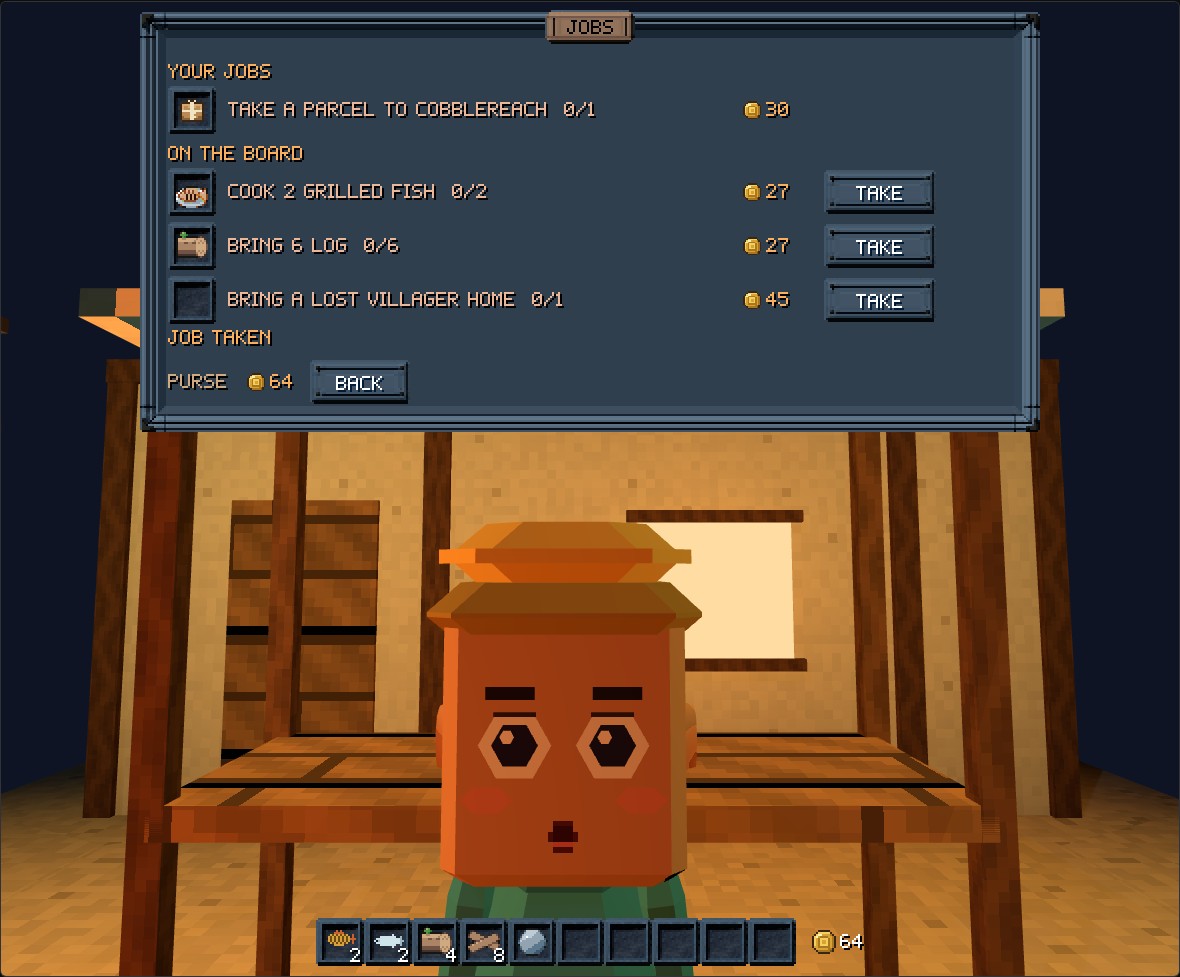 JOBS
YOUR JOBS
TAKE A PARCEL TO COBBLEREACH 0/1 30
ON THE BOARD
COOK 2 GRILLED FISH 0/2 27 TAKE
BRING 6 LOG 0/6 27 TAKE
BRING A LOST VILLAGER HOME 0/1 45 TAKE
JOB TAKEN
PURSE 64 BACK
2 2 4 8 64